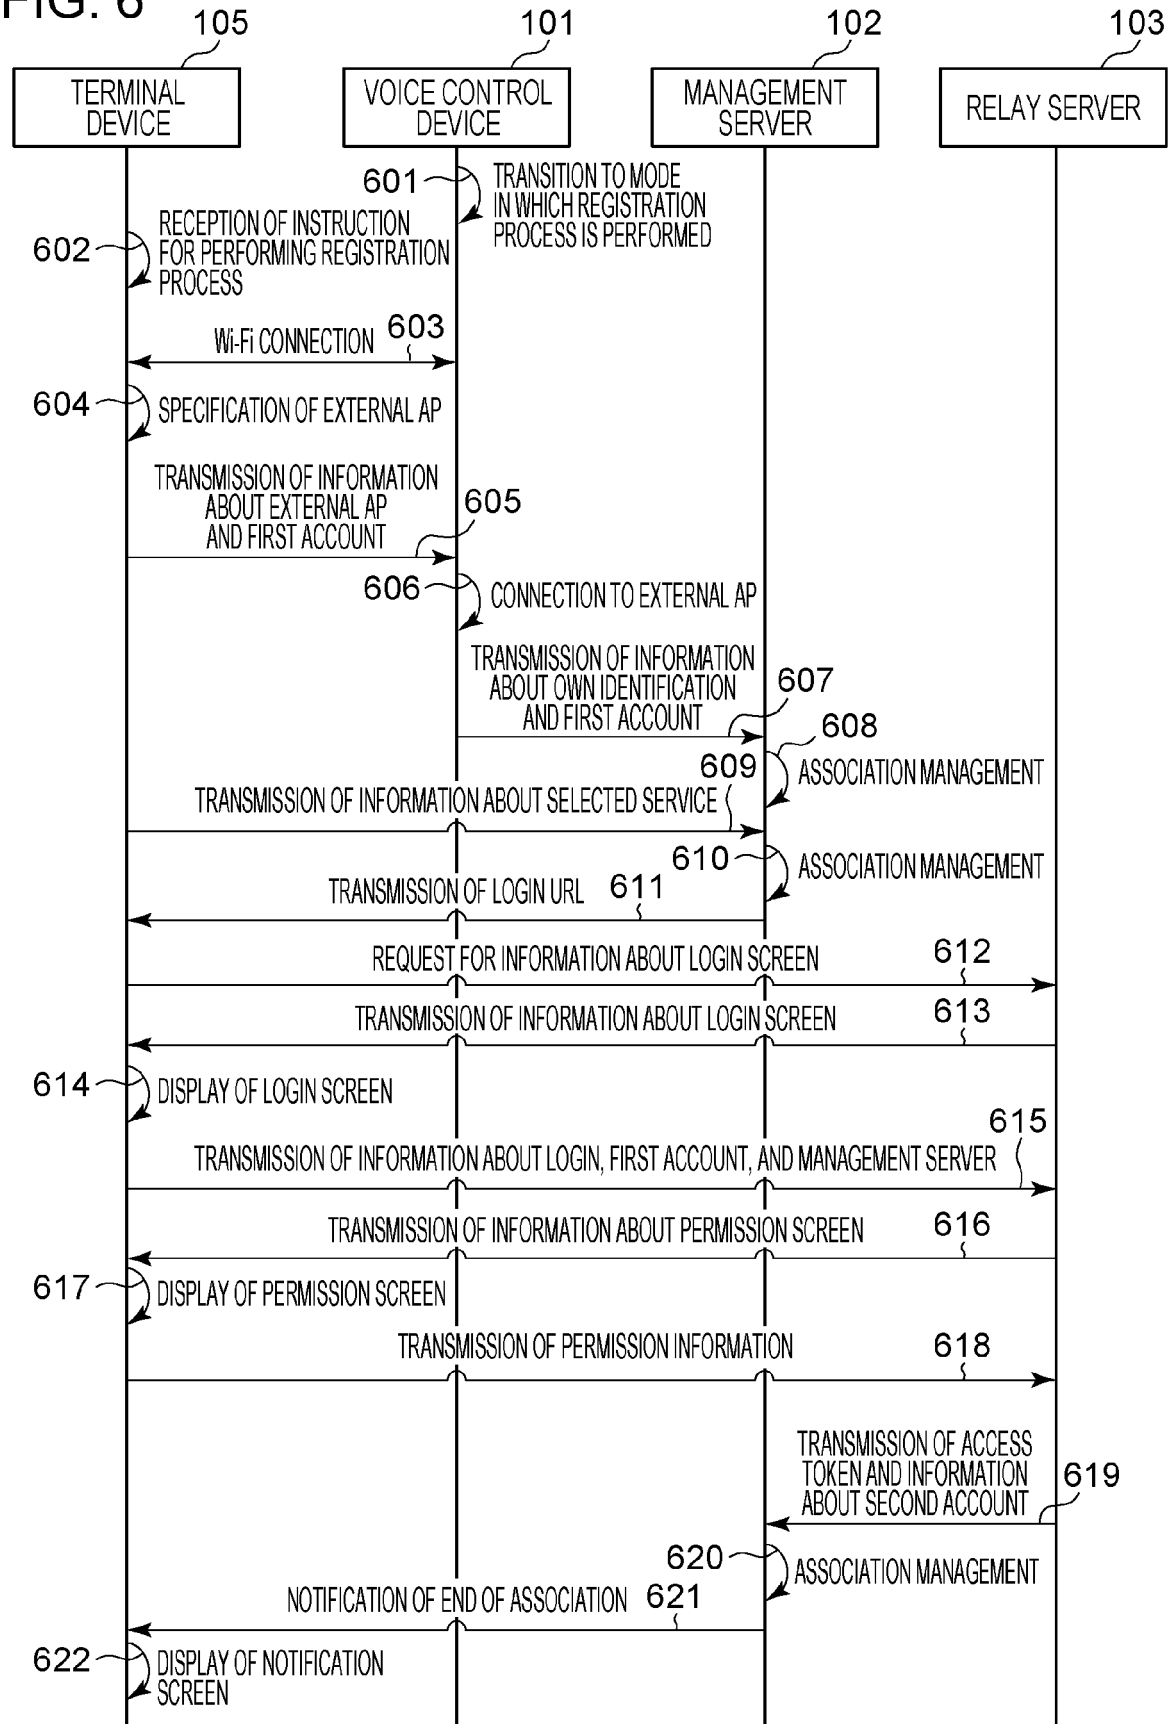 FIG. 6
105
101
102
103
TERMINAL
DEVICE
VOICE CONTROL
DEVICE
MANAGEMENT
SERVER
RELAY SERVER
601
TRANSITION TO MODE
IN WHICH REGISTRATION
PROCESS IS PERFORMED
602
RECEPTION OF INSTRUCTION
FOR PERFORMING REGISTRATION
PROCESS
Wi-Fi CONNECTION
603
604
SPECIFICATION OF EXTERNAL AP
TRANSMISSION OF INFORMATION
ABOUT EXTERNAL AP
AND FIRST ACCOUNT
605
606
CONNECTION TO EXTERNAL AP
TRANSMISSION OF INFORMATION
ABOUT OWN IDENTIFICATION
AND FIRST ACCOUNT
607
608
ASSOCIATION MANAGEMENT
609
TRANSMISSION OF INFORMATION ABOUT SELECTED SERVICE
610
ASSOCIATION MANAGEMENT
TRANSMISSION OF LOGIN URL
611
REQUEST FOR INFORMATION ABOUT LOGIN SCREEN
612
TRANSMISSION OF INFORMATION ABOUT LOGIN SCREEN
613
614
DISPLAY OF LOGIN SCREEN
615
TRANSMISSION OF INFORMATION ABOUT LOGIN, FIRST ACCOUNT, AND MANAGEMENT SERVER
TRANSMISSION OF INFORMATION ABOUT PERMISSION SCREEN
616
617
DISPLAY OF PERMISSION SCREEN
TRANSMISSION OF PERMISSION INFORMATION
618
TRANSMISSION OF ACCESS
TOKEN AND INFORMATION
ABOUT SECOND ACCOUNT
619
620
ASSOCIATION MANAGEMENT
NOTIFICATION OF END OF ASSOCIATION
621
622
DISPLAY OF NOTIFICATION
SCREEN